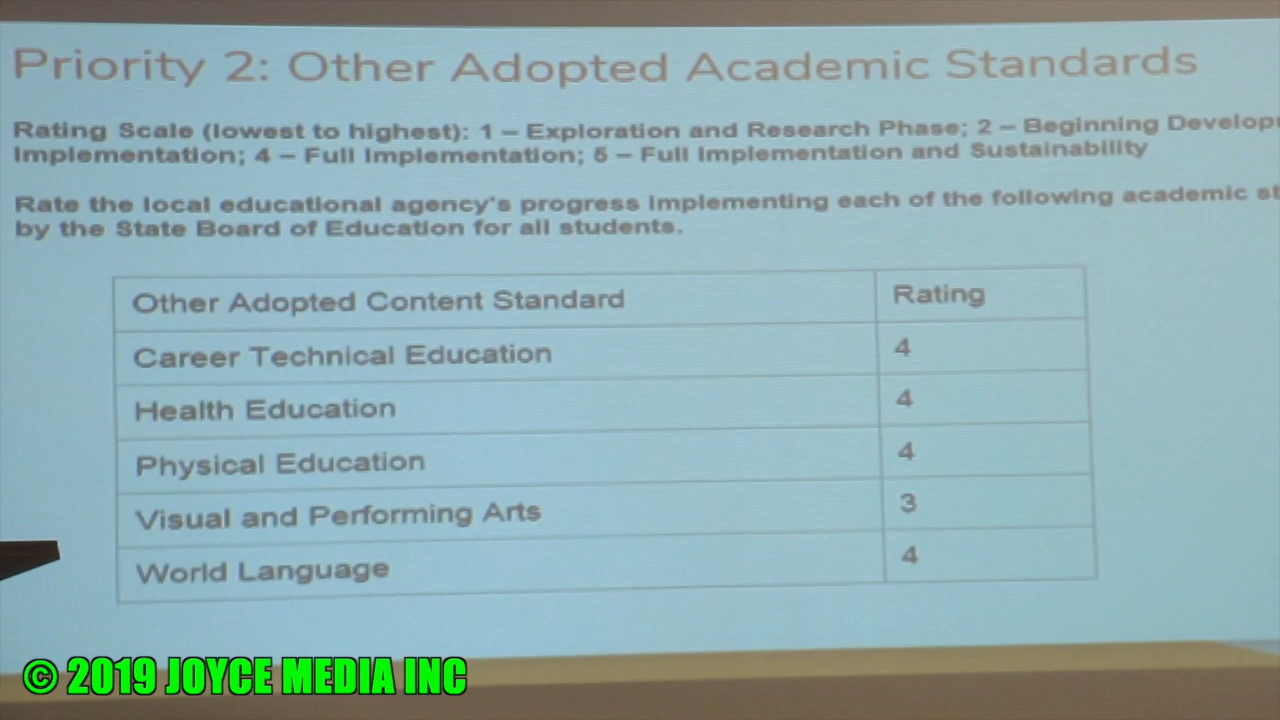 Priority 2: Other Adopted Academic Standards
Rating Scale (lowest to highest): 1 – Exploration and Research Phase; 2 – Beginning
Implementation; 4 – Full Implementation; 5 – Full Implementation and Sustainability
Rate the local educational agency's progress implementing each of the following academic
by the State Board of Education for all students.
Other Adopted Content Standard Rating
Career Technical Education 4
Health Education 4
Physical Education 4
Visual and Performing Arts 3
World Language 4
© 2019 JOYCE MEDIA INC